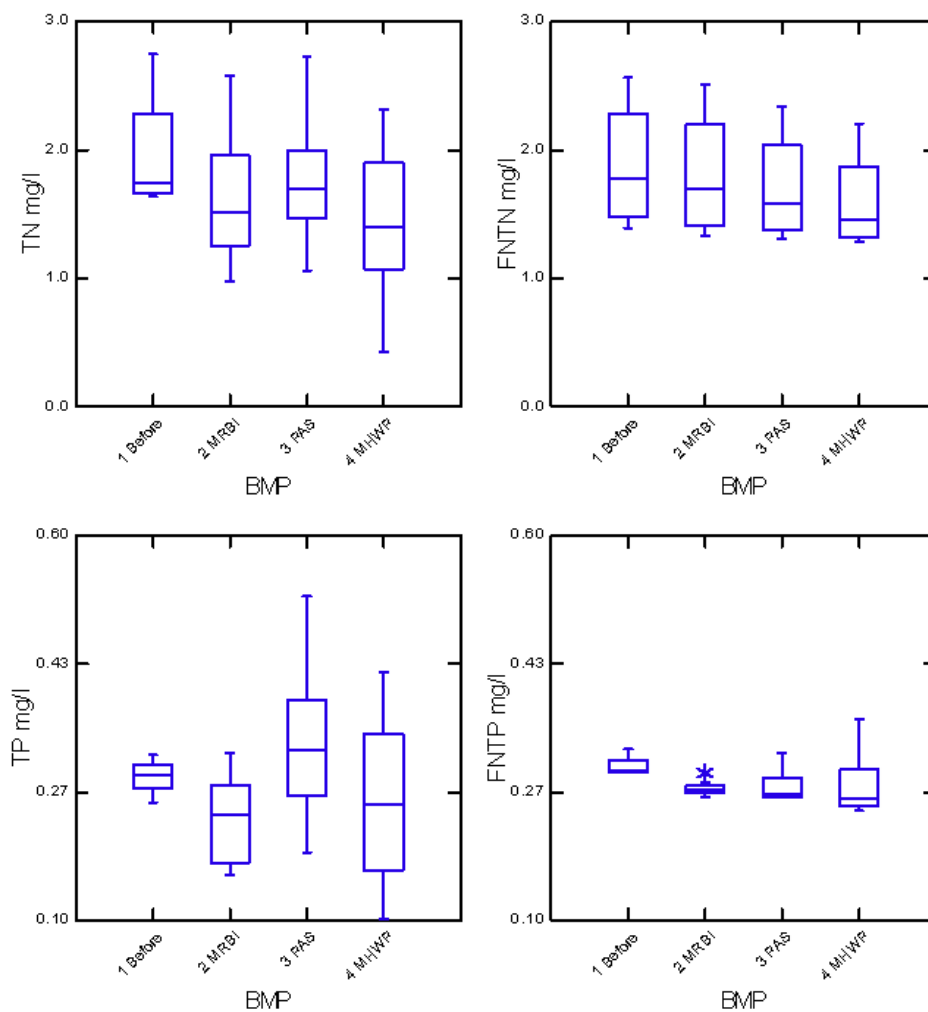 3.0
2.0
1.0
0.0
TN mg/l
1 Before
2 MRBI
3 PAS
4 MHWP
BMP
3.0
2.0
1.0
0.0
FNTN mg/l
1 Before
2 MRBI
3 PAS
4 MHWP
BMP
0.60
0.43
0.27
0.10
TP mg/l
1 Before
2 MRBI
3 PAS
4 MHWP
BMP
0.60
0.43
0.27
0.10
FNTP mg/l
1 Before
2 MRBI
3 PAS
4 MHWP
BMP